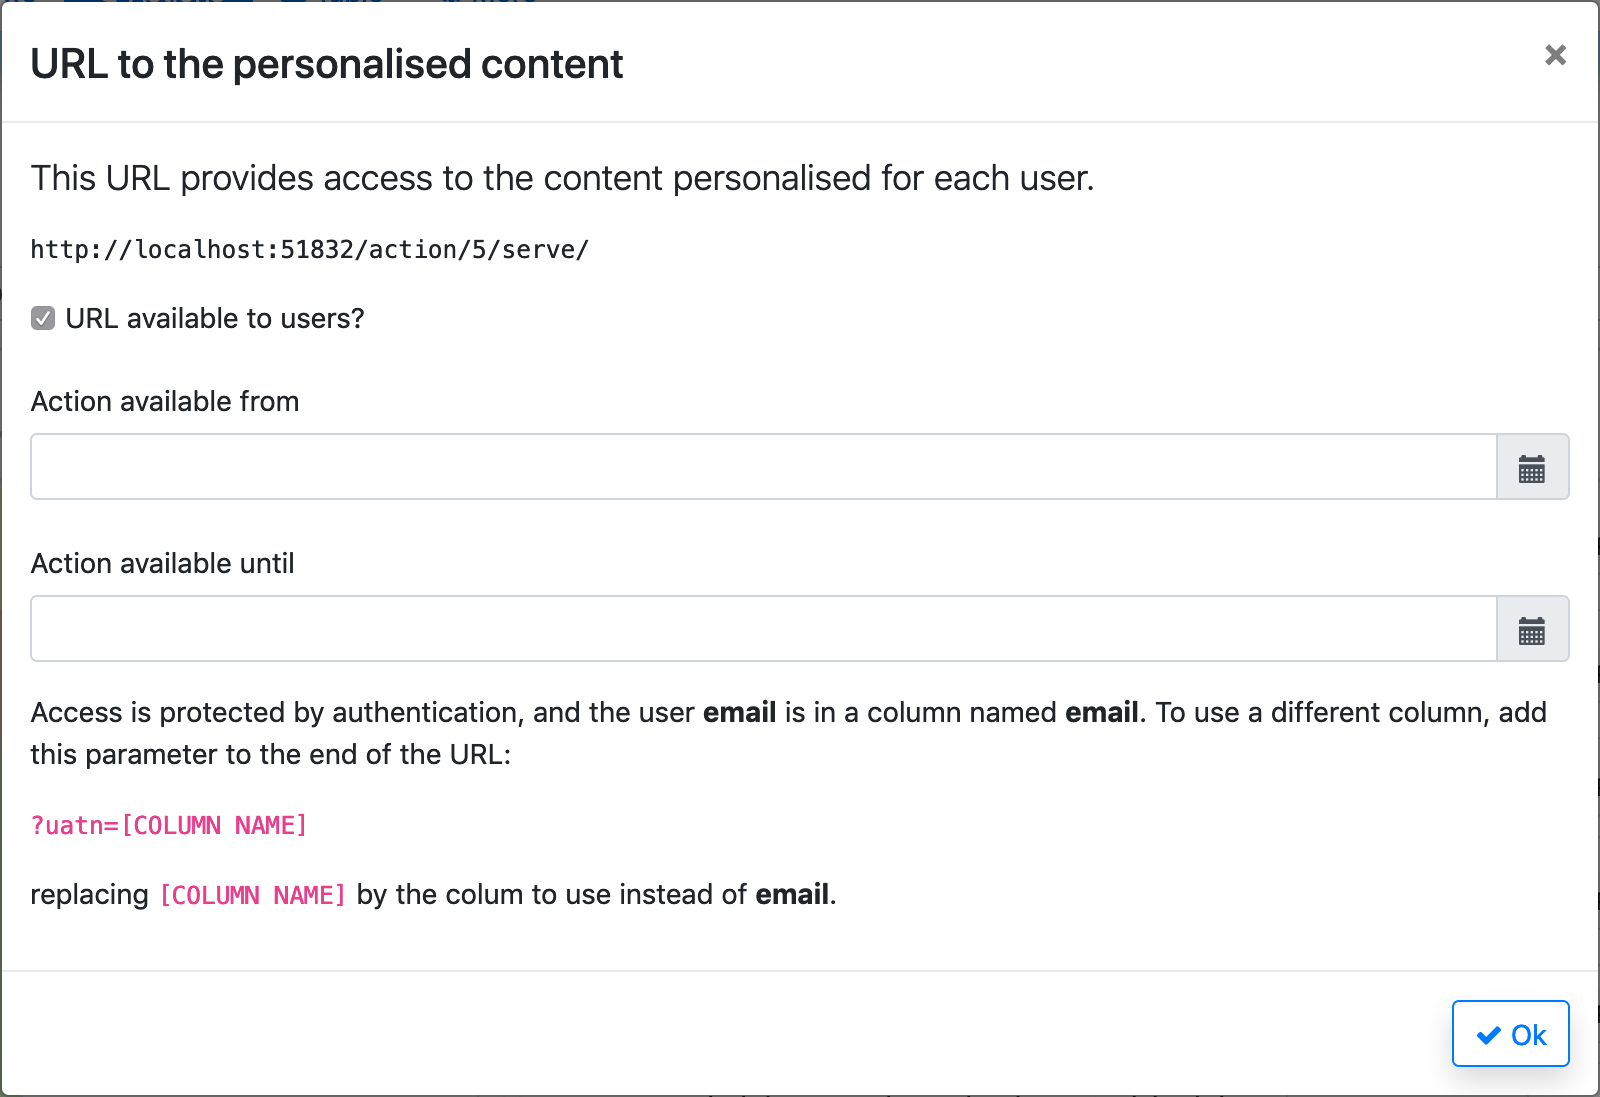 URL to the personalised content
×
This URL provides access to the content personalised for each user.
http://localhost:51832/action/5/serve/
URL available to users?
Action available from
Action available until
Access is protected by authentication, and the user email is in a column named email. To use a different column, add
this parameter to the end of the URL:
?uatn=[COLUMN NAME]
replacing [COLUMN NAME] by the colum to use instead of email.
Ok